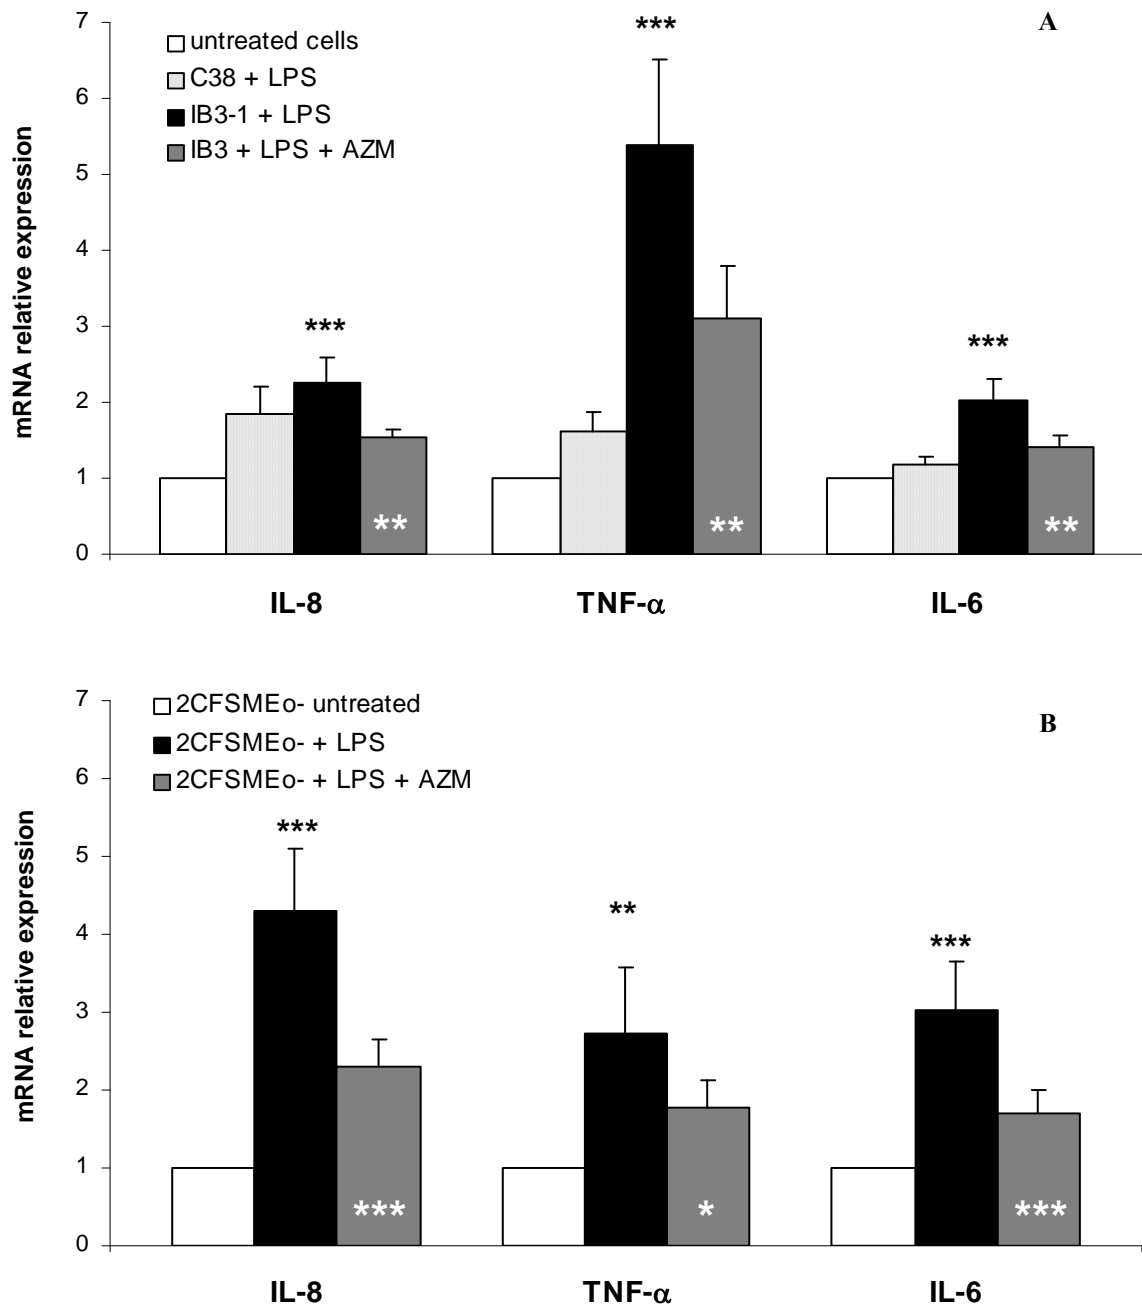 A
7
6
5
4
3
2
1
0
mRNA relative expression
untreated cells
C38 + LPS
IB3-1 + LPS
IB3 + LPS + AZM
***
***
***
**
**
**
IL-8 TNF-α IL-6
B
7
6
5
4
3
2
1
0
mRNA relative expression
2CFSMEo- untreated
2CFSMEo- + LPS
2CFSMEo- + LPS + AZM
***
**
***
***
*
***
IL-8 TNF-α IL-6